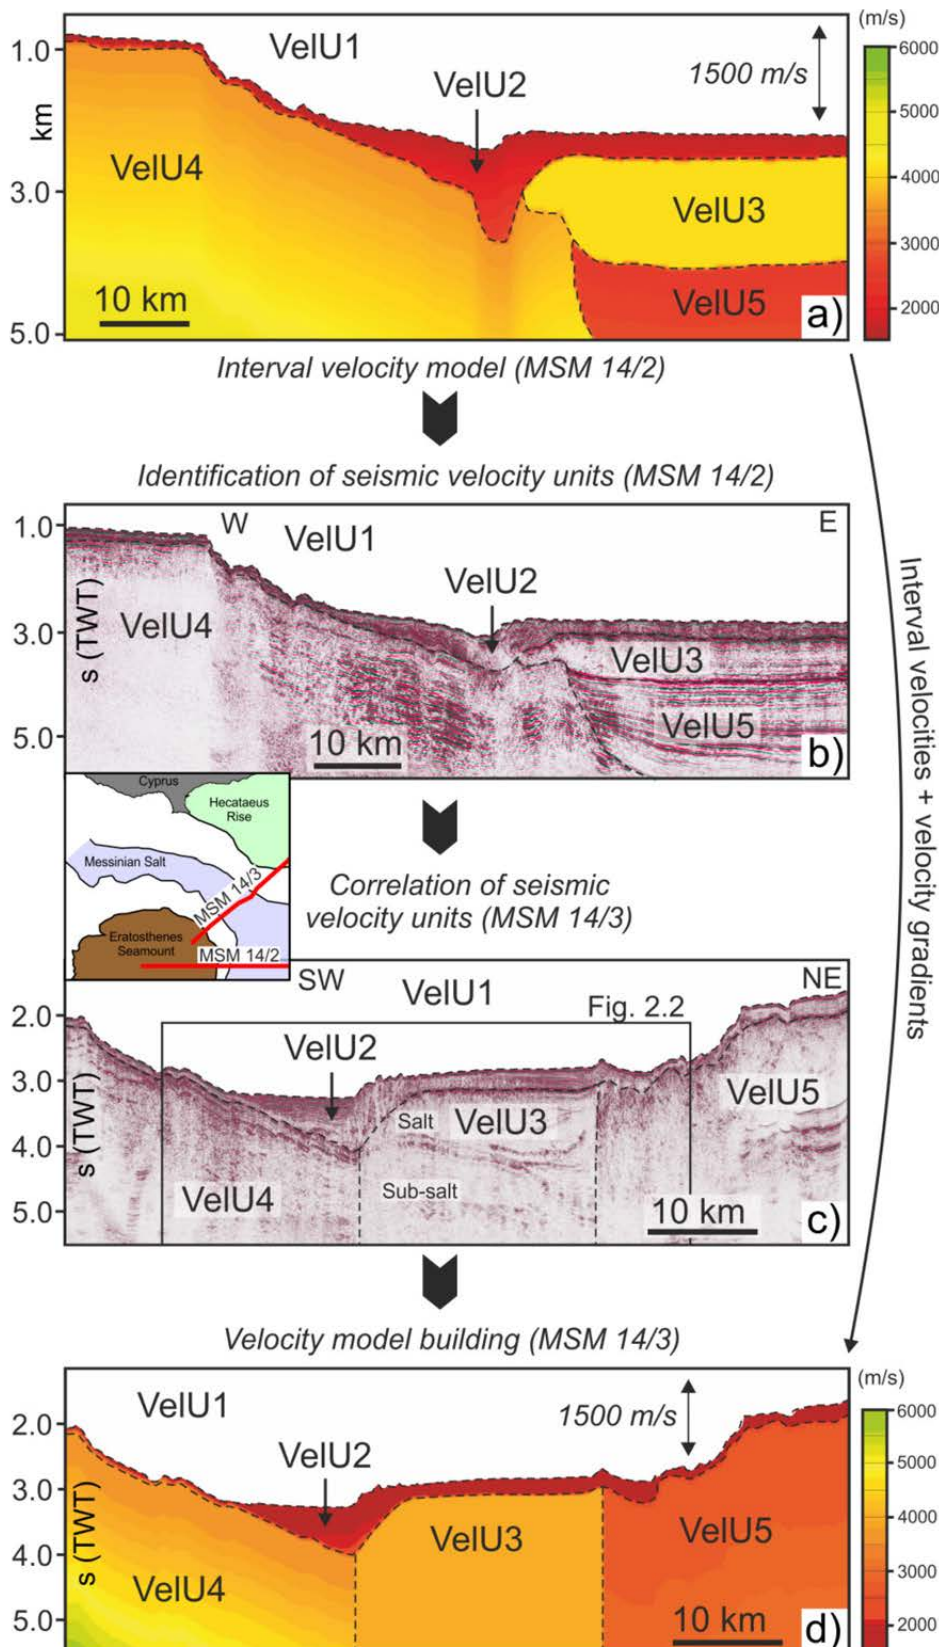 (m/s)
VelU1
1.0
6000
1500 m/s
VelU2
5000
km
VelU4
4000
3.0
VelU3
3000
10 km
VelU5
2000
a)
5.0
Interval velocity model (MSM 14/2)
Identification of seismic velocity units (MSM 14/2)
W
E
1.0
VelU1
VelU2
s (TWT)
VelU4
3.0
VelU3
VelU5
5.0
10 km
b)
Interval velocities + velocity gradients
Cyprus
Hecataeus
Rise
Messinian Salt
MSM 14/3
Eratosthenes
Seamount
MSM 14/2
Correlation of seismic
velocity units (MSM 14/3)
SW
NE
VelU1
2.0
Fig. 2.2
VelU2
3.0
s (TWT)
VelU5
Salt
VelU3
4.0
VelU4
Sub-salt
5.0
10 km
c)
Velocity model building (MSM 14/3)
(m/s)
VelU1
1500 m/s
6000
2.0
VelU2
5000
3.0
s (TWT)
4000
VelU3
VelU5
4.0
3000
VelU4
10 km
2000
5.0
d)